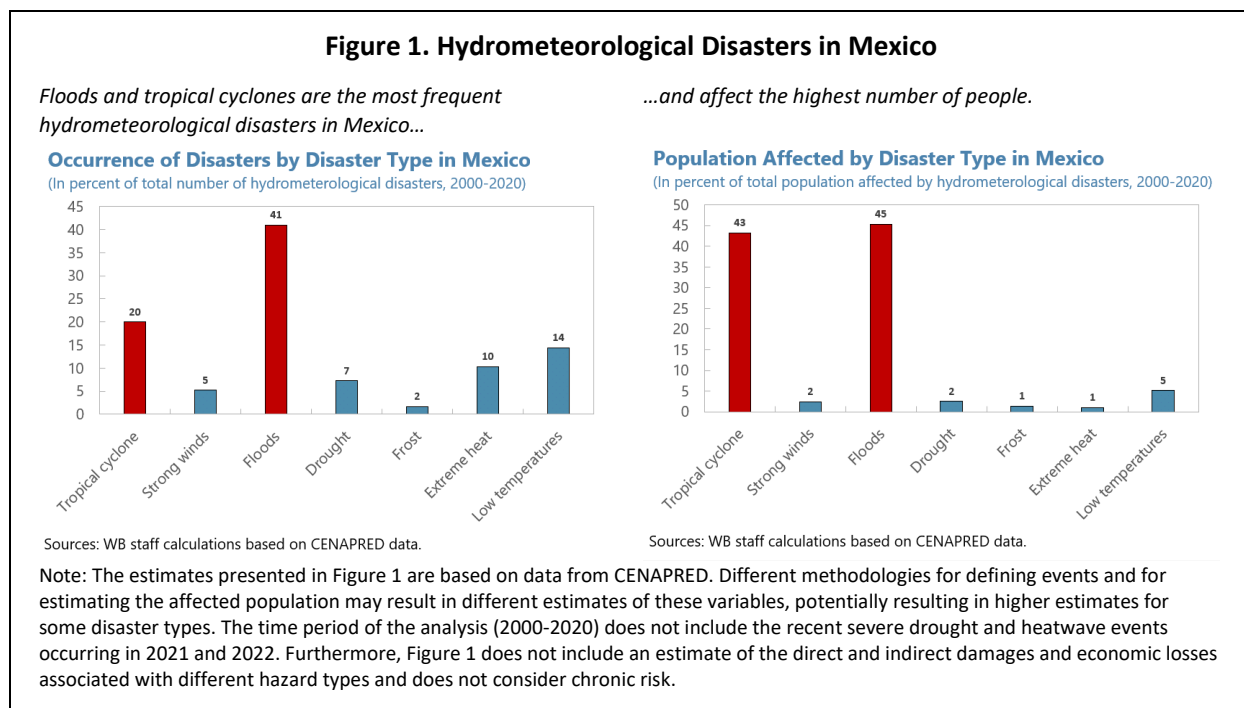 Figure 1. Hydrometeorological Disasters in Mexico
Floods and tropical cyclones are the most frequent
hydrometeorological disasters in Mexico…
Occurrence of Disasters by Disaster Type in Mexico
(In percent of total number of hydrometerological disasters, 2000-2020)
45
40
35
30
25
20
15
10
5
0
20
5
41
7
2
10
14
Tropical cyclone
Strong winds
Floods
Drought
Frost
Extreme heat
Low temperatures
Sources: WB staff calculations based on CENAPRED data.
…and affect the highest number of people.
Population Affected by Disaster Type in Mexico
(In percent of total population affected by hydrometerological disasters, 2000-2020)
50
45
40
35
30
25
20
15
10
5
0
43
2
45
2
1
1
5
Tropical cyclone
Strong winds
Floods
Drought
Frost
Extreme heat
Low temperatures
Sources: WB staff calculations based on CENAPRED data.
Note: The estimates presented in Figure 1 are based on data from CENAPRED. Different methodologies for defining events and for
estimating the affected population may result in different estimates of these variables, potentially resulting in higher estimates for
some disaster types. The time period of the analysis (2000-2020) does not include the recent severe drought and heatwave events
occurring in 2021 and 2022. Furthermore, Figure 1 does not include an estimate of the direct and indirect damages and economic losses
associated with different hazard types and does not consider chronic risk.